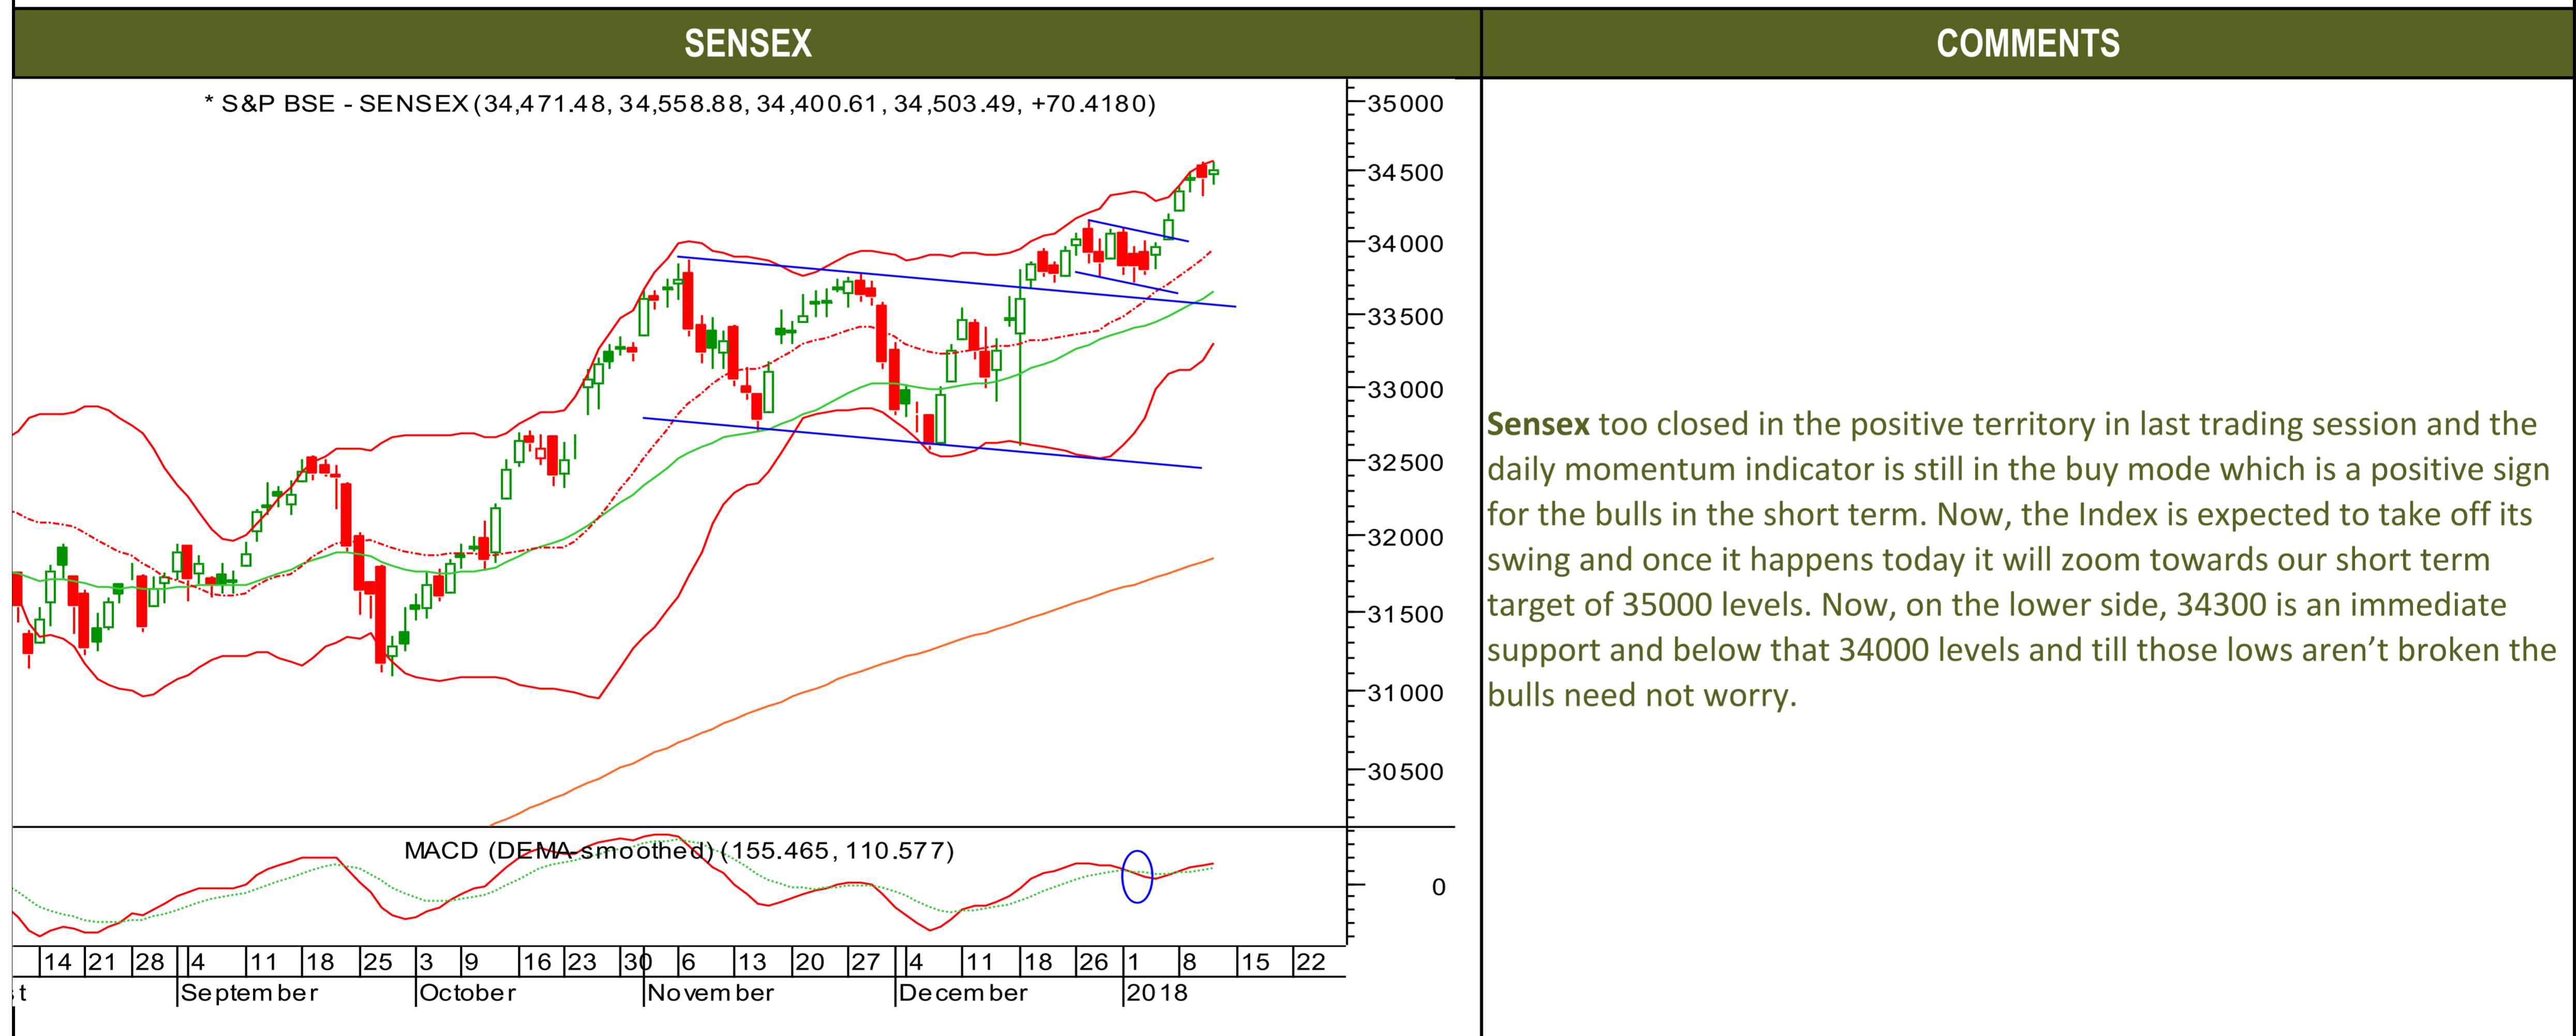 SENSEX
COMMENTS
* S&P BSE - SENSEX (34,471.48, 34,558.88, 34,400.61, 34,503.49, +70.4180)
35000
34500
34000
33500
33000
32500
32000
31500
31000
30500
MACD (DEMA-smoothed) (155.465, 110.577)
0
14 21 28 4 11 18 25 3 9 16 23 30 6 13 20 27 4 11 18 26 1 8 15 22
t September October November December 2018
Sensex too closed in the positive territory in last trading session and the
daily momentum indicator is still in the buy mode which is a positive sign
for the bulls in the short term. Now, the Index is expected to take off its
swing and once it happens today it will zoom towards our short term
target of 35000 levels. Now, on the lower side, 34300 is an immediate
support and below that 34000 levels and till those lows aren’t broken the
bulls need not worry.